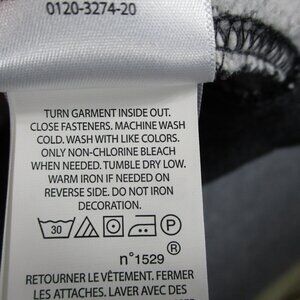 0120-3274-20
TURN GARMENT INSIDE OUT.
CLOSE FASTENERS. MACHINE WASH
COLD. WASH WITH LIKE COLORS.
ONLY NON-CHLORINE BLEACH
WHEN NEEDED. TUMBLE DRY LOW.
WARM IRON IF NEEDED ON
REVERSE SIDE. DO NOT IRON
DECORATION.
30 P
®
n°1529
RETOURNER LE VÊTEMENT. FERMER
LES ATTACHES. LAVER AVEC DES